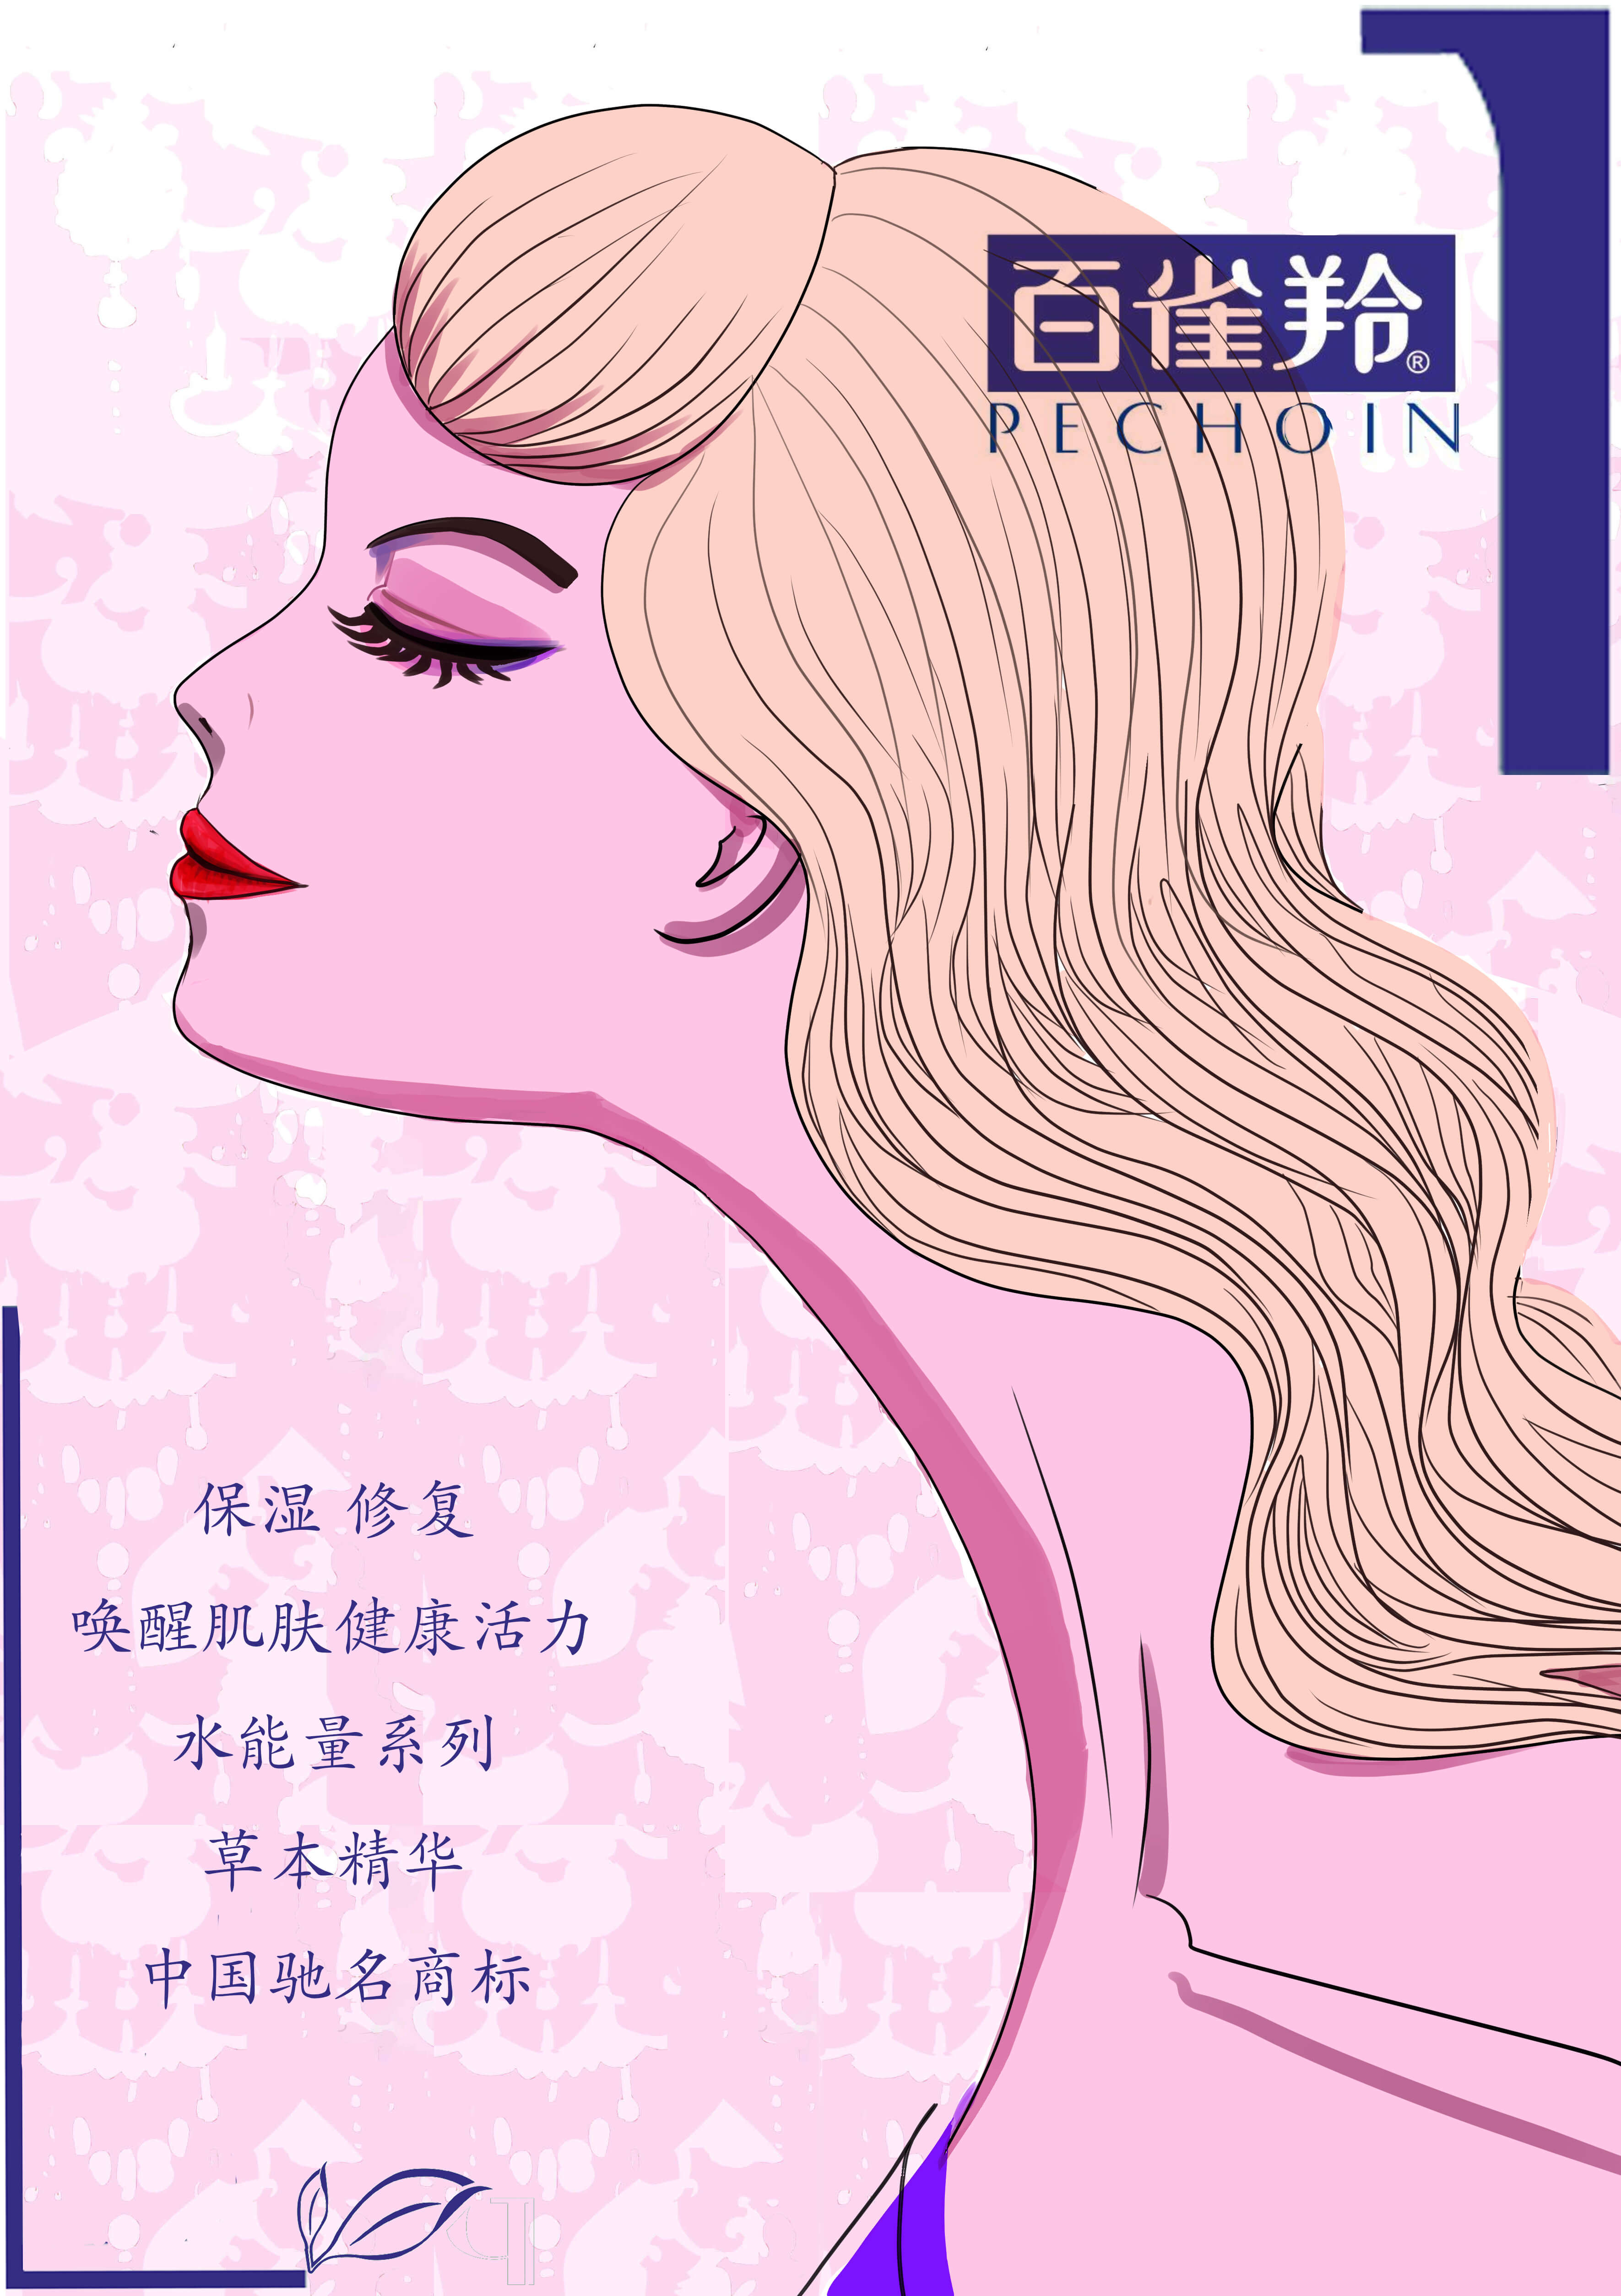 百雀羚®
PECHOIN
保湿 修复
唤醒肌肤健康活力
水能量系列
草本精华
中国驰名商标